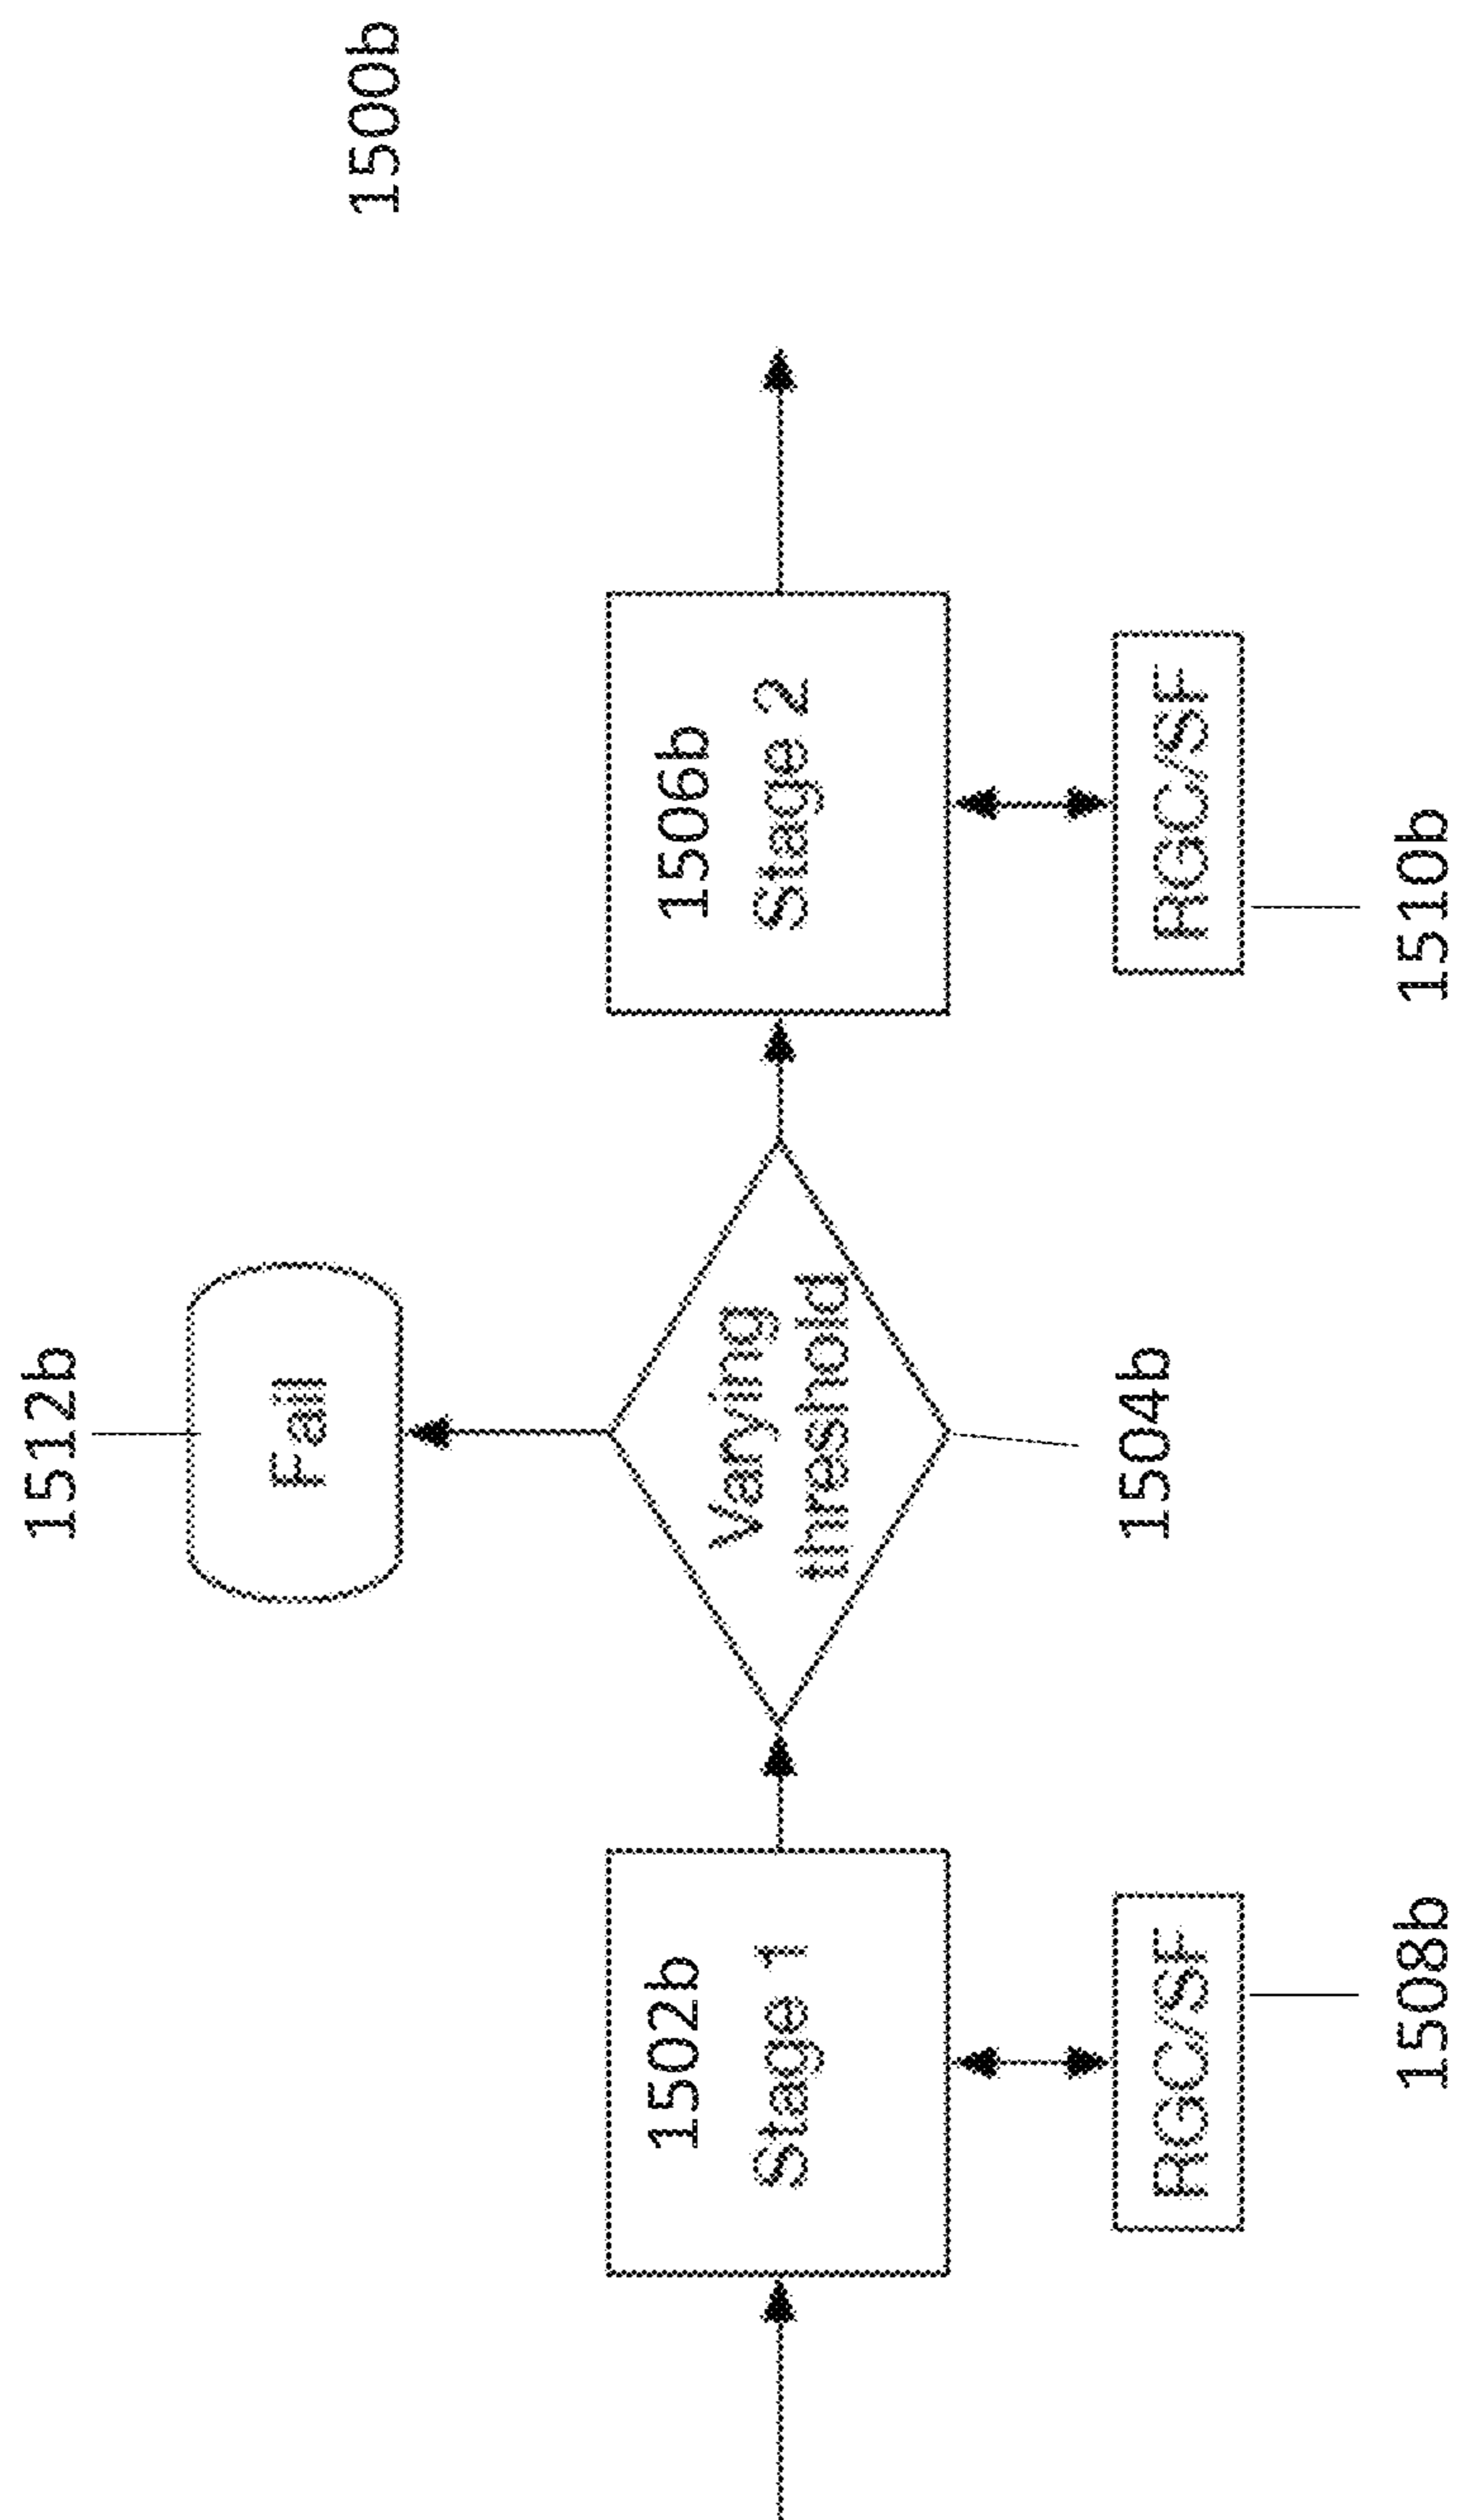 1500b
1512b
Fail
1502b
Stage 1
Varying
threshold
1506b
Stage 2
1504b
RGC/SF
RGC/SF
1508b
1510b